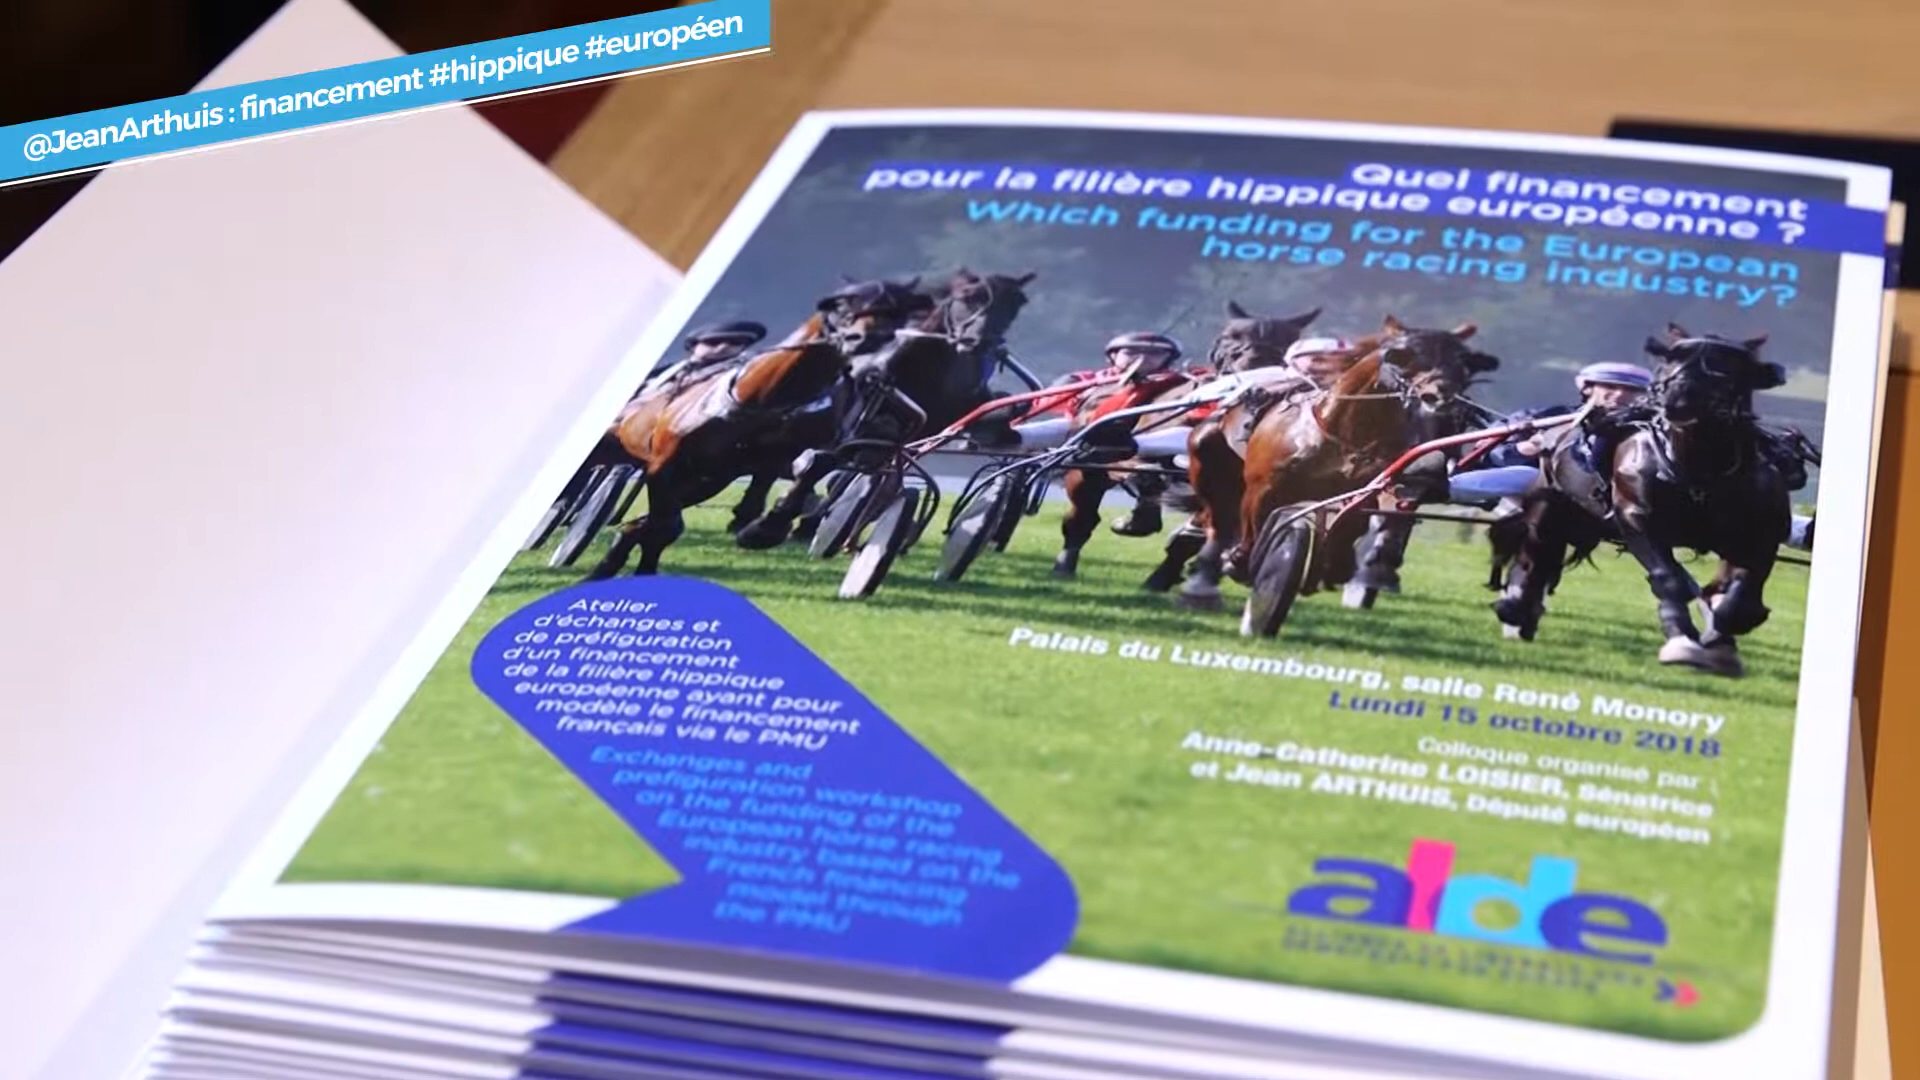 @JeanArthuis : financement #hippique #européen
Quel financement
pour la filière hippique européenne ?
Which funding for the European
horse racing industry?
Atelier
d'échanges et
de préfiguration
d'un financement
de la filière hippique
européenne ayant pour
modèle le financement
français via le PMU
Exchanges and
prefiguration workshop
on the funding of the
European horse racing
industry based on the
French financing
model through
the PMU
Palais du Luxembourg, salle René Monory
Lundi 15 octobre 2018
Colloque organisé par
Anne-Catherine LOISIER, Sénatrice
et Jean ARTHUIS, Député européen
alde